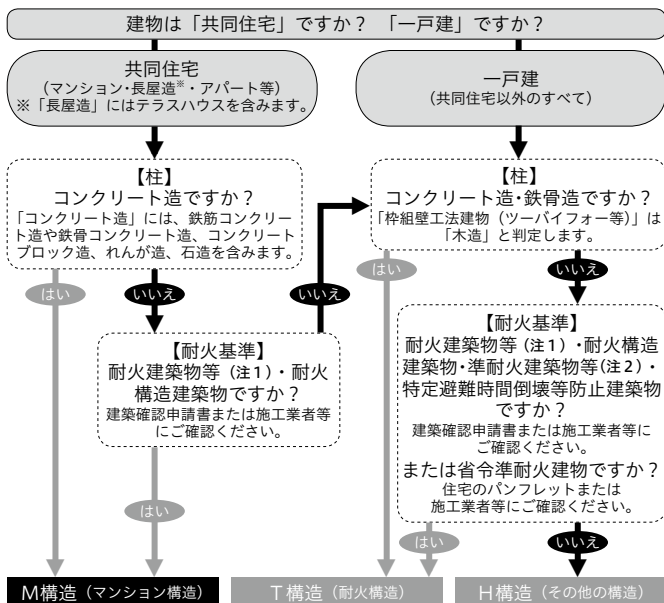 建物は「共同住宅」ですか？ 「一戸建」ですか？
共同住宅
（マンション・長屋造※・アパート等）
※「長屋造」にはテラスハウスを含みます。
一戸建
（共同住宅以外のすべて）
【柱】
コンクリート造ですか？
「コンクリート造」には、鉄筋コンクリー
ト造や鉄骨コンクリート造、コンクリート
ブロック造、れんが造、石造を含みます。
【柱】
コンクリート造・鉄骨造ですか？
「枠組壁工法建物（ツーバイフォー等）」は
「木造」と判定します。
はい
いいえ
いいえ
はい
いいえ
【耐火基準】
耐火建築物等（注１）・耐火
構造建築物ですか？
建築確認申請書または施工業者等
にご確認ください。
【耐火基準】
耐火建築物等（注１）・耐火構造
建築物・準耐火建築物等（注２）・
特定避難時間倒壊等防止建築物
ですか？
建築確認申請書または施工業者等に
ご確認ください。
または省令準耐火建物ですか？
住宅のパンフレットまたは
施工業者等にご確認ください。
はい
はい
いいえ
M構造（マンション構造）
T構造（耐火構造）
H構造（その他の構造）